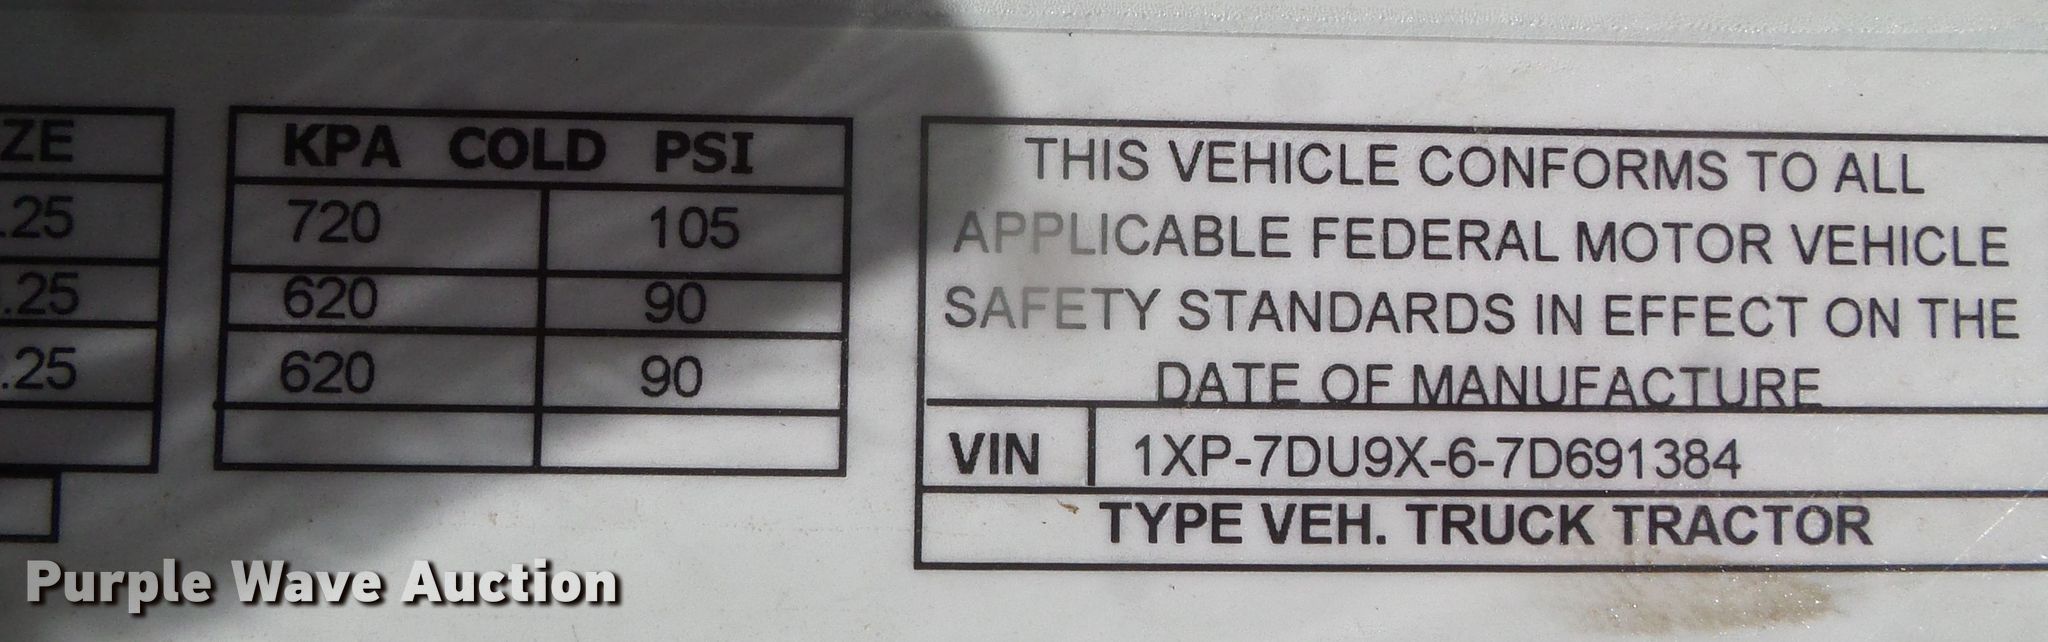 ZE
.25
.25
.25
KPA COLD PSI
720 105
620 90
620 90
THIS VEHICLE CONFORMS TO ALL
APPLICABLE FEDERAL MOTOR VEHICLE
SAFETY STANDARDS IN EFFECT ON THE
DATE OF MANUFACTURE
VIN 1XP-7DU9X-6-7D691384
TYPE VEH. TRUCK TRACTOR
Purple Wave Auction